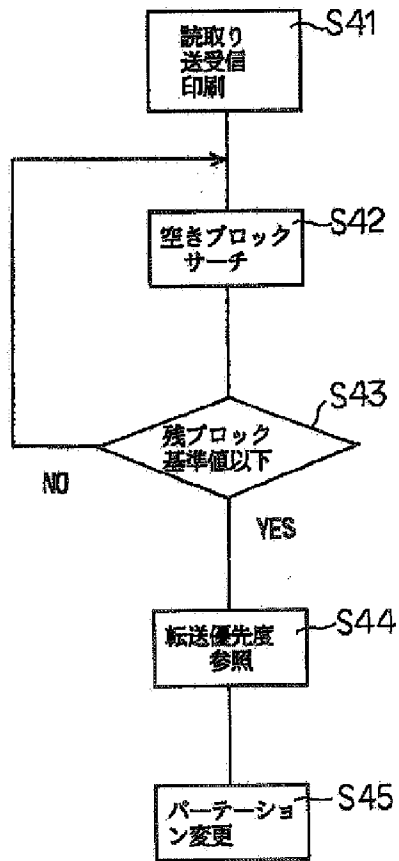 S41
読取り
送受信
印刷
S42
空きブロック
サーチ
S43
残ブロック
基準値以下
NO
YES
S44
転送優先度
参照
S45
パーテーショ
ン変更